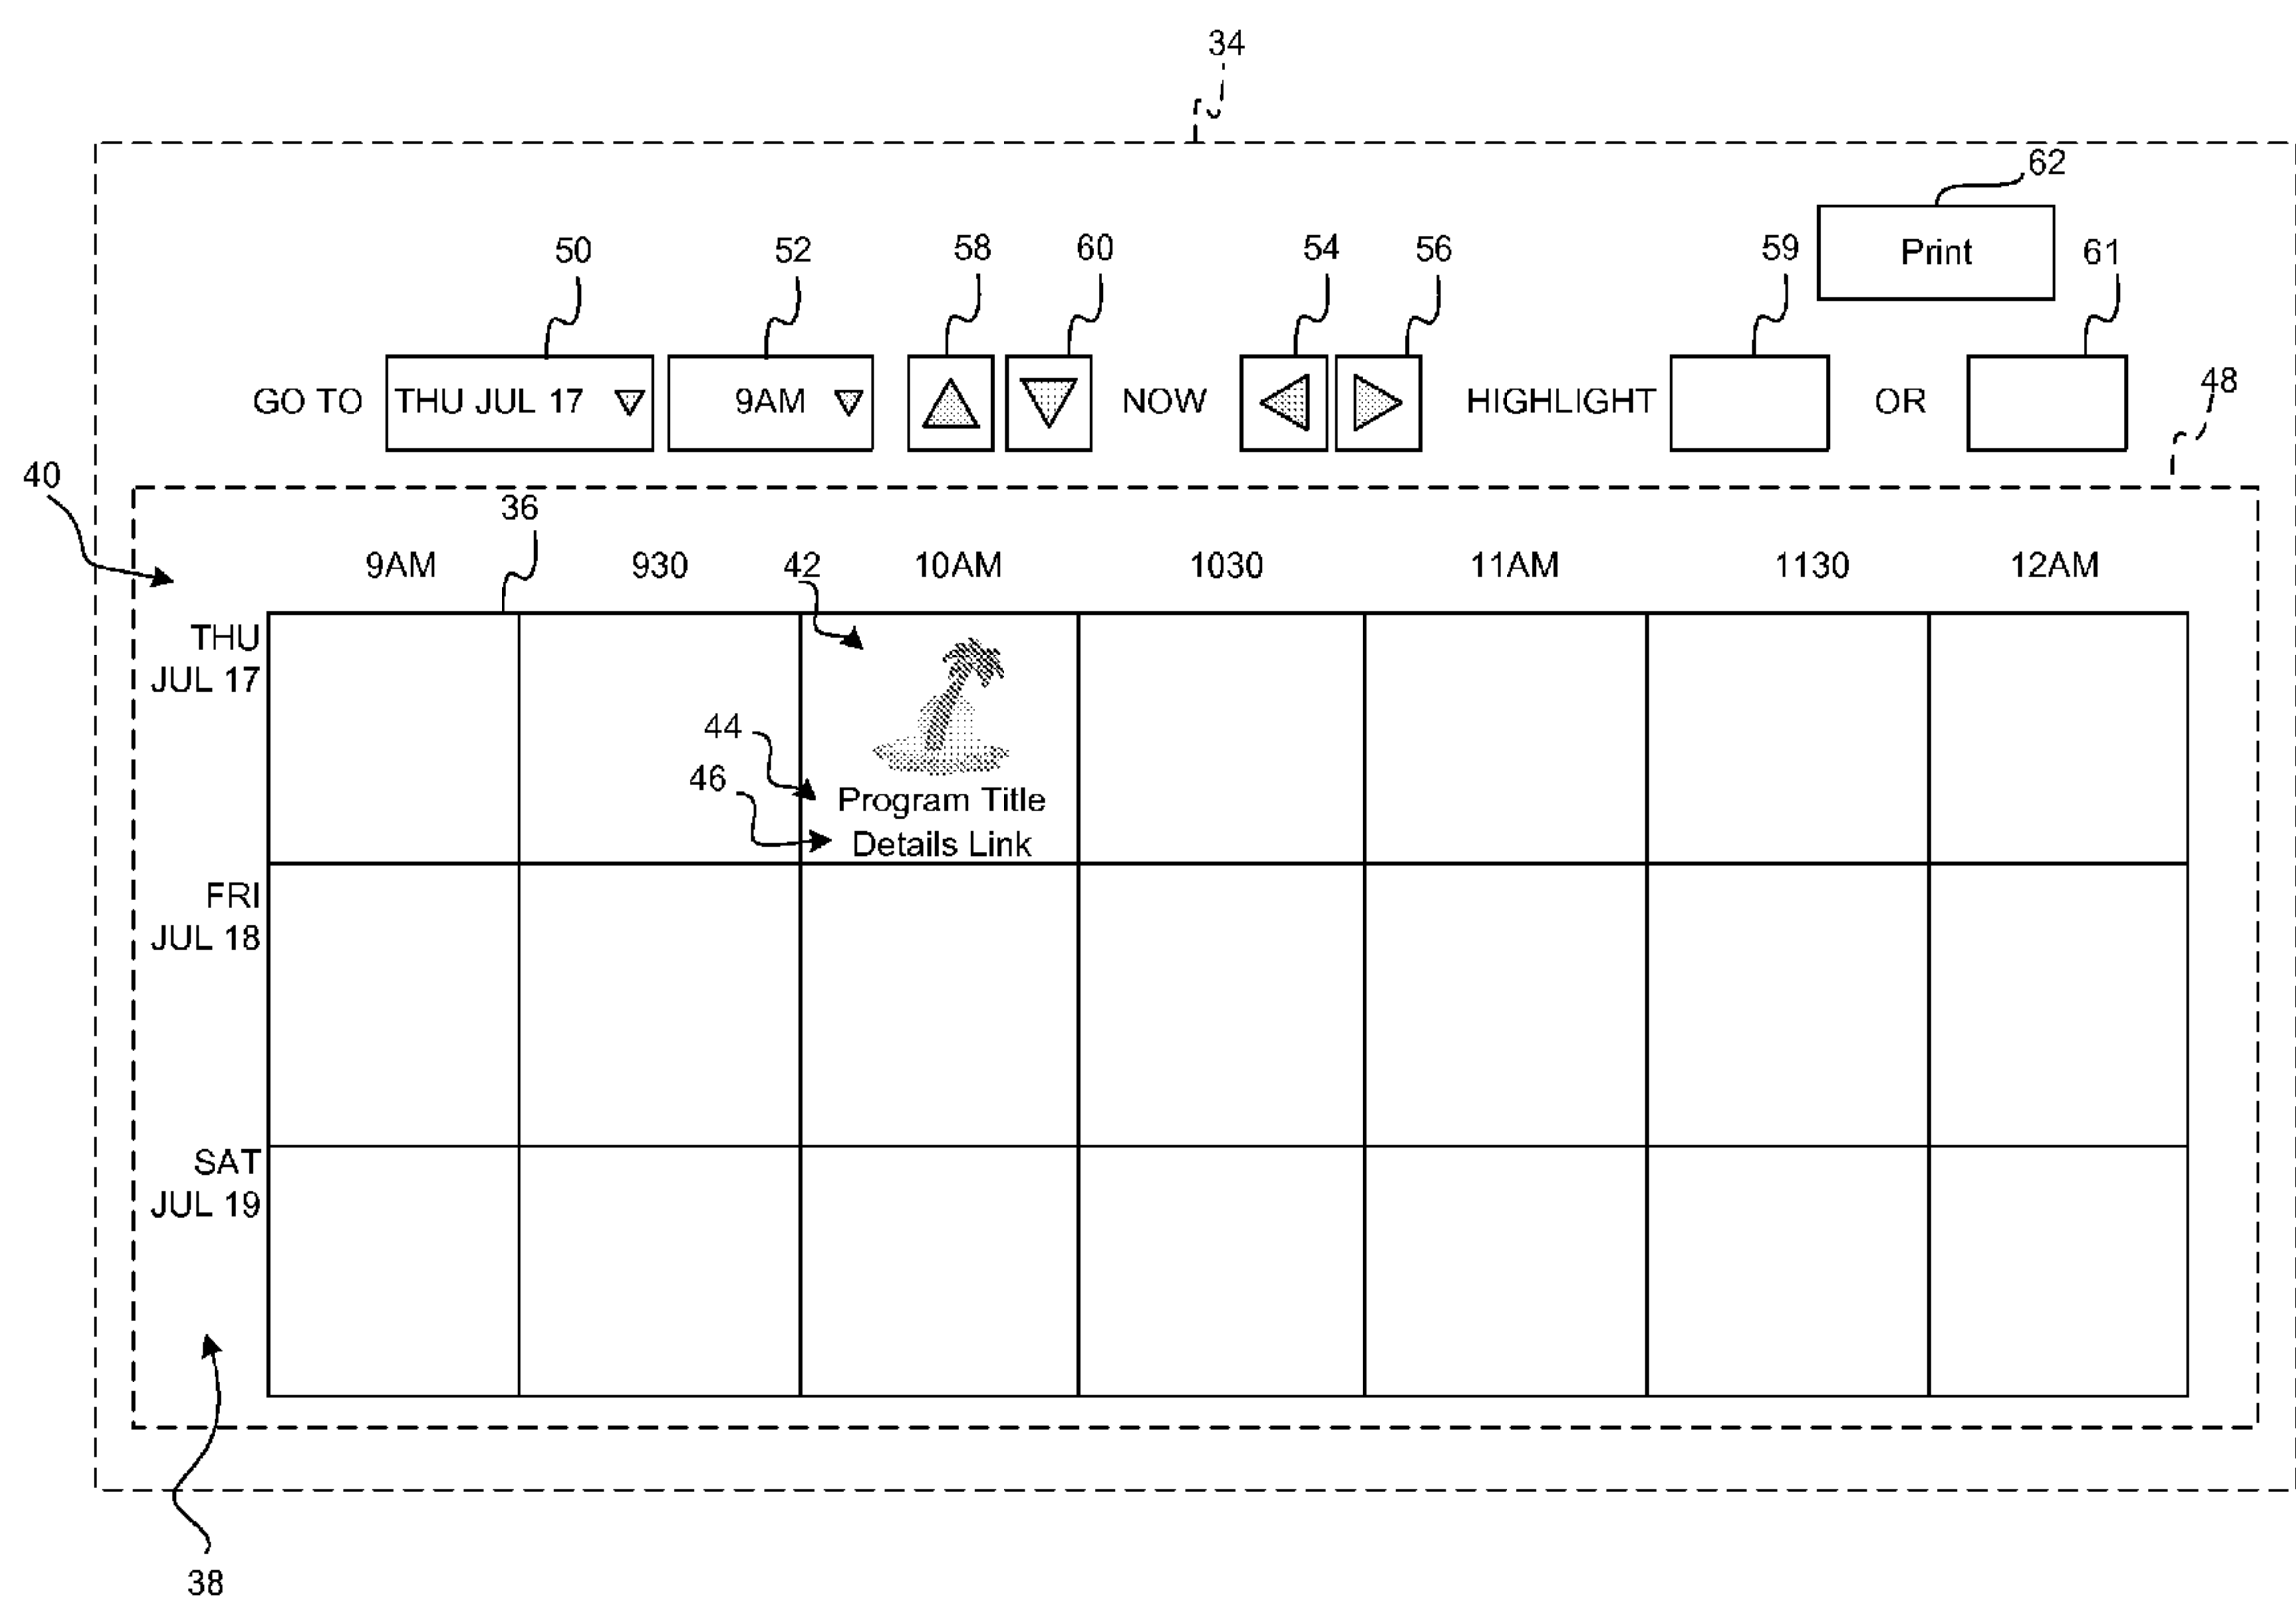 34
62
Print
50 52 58 60 54 56 59 61
GO TO THU JUL 17 9AM NOW HIGHLIGHT OR
48
40
36
9AM 930 42 10AM 1030 11AM 1130 12AM
THU
JUL 17
44
46
Program Title
Details Link
FRI
JUL 18
SAT
JUL 19
38